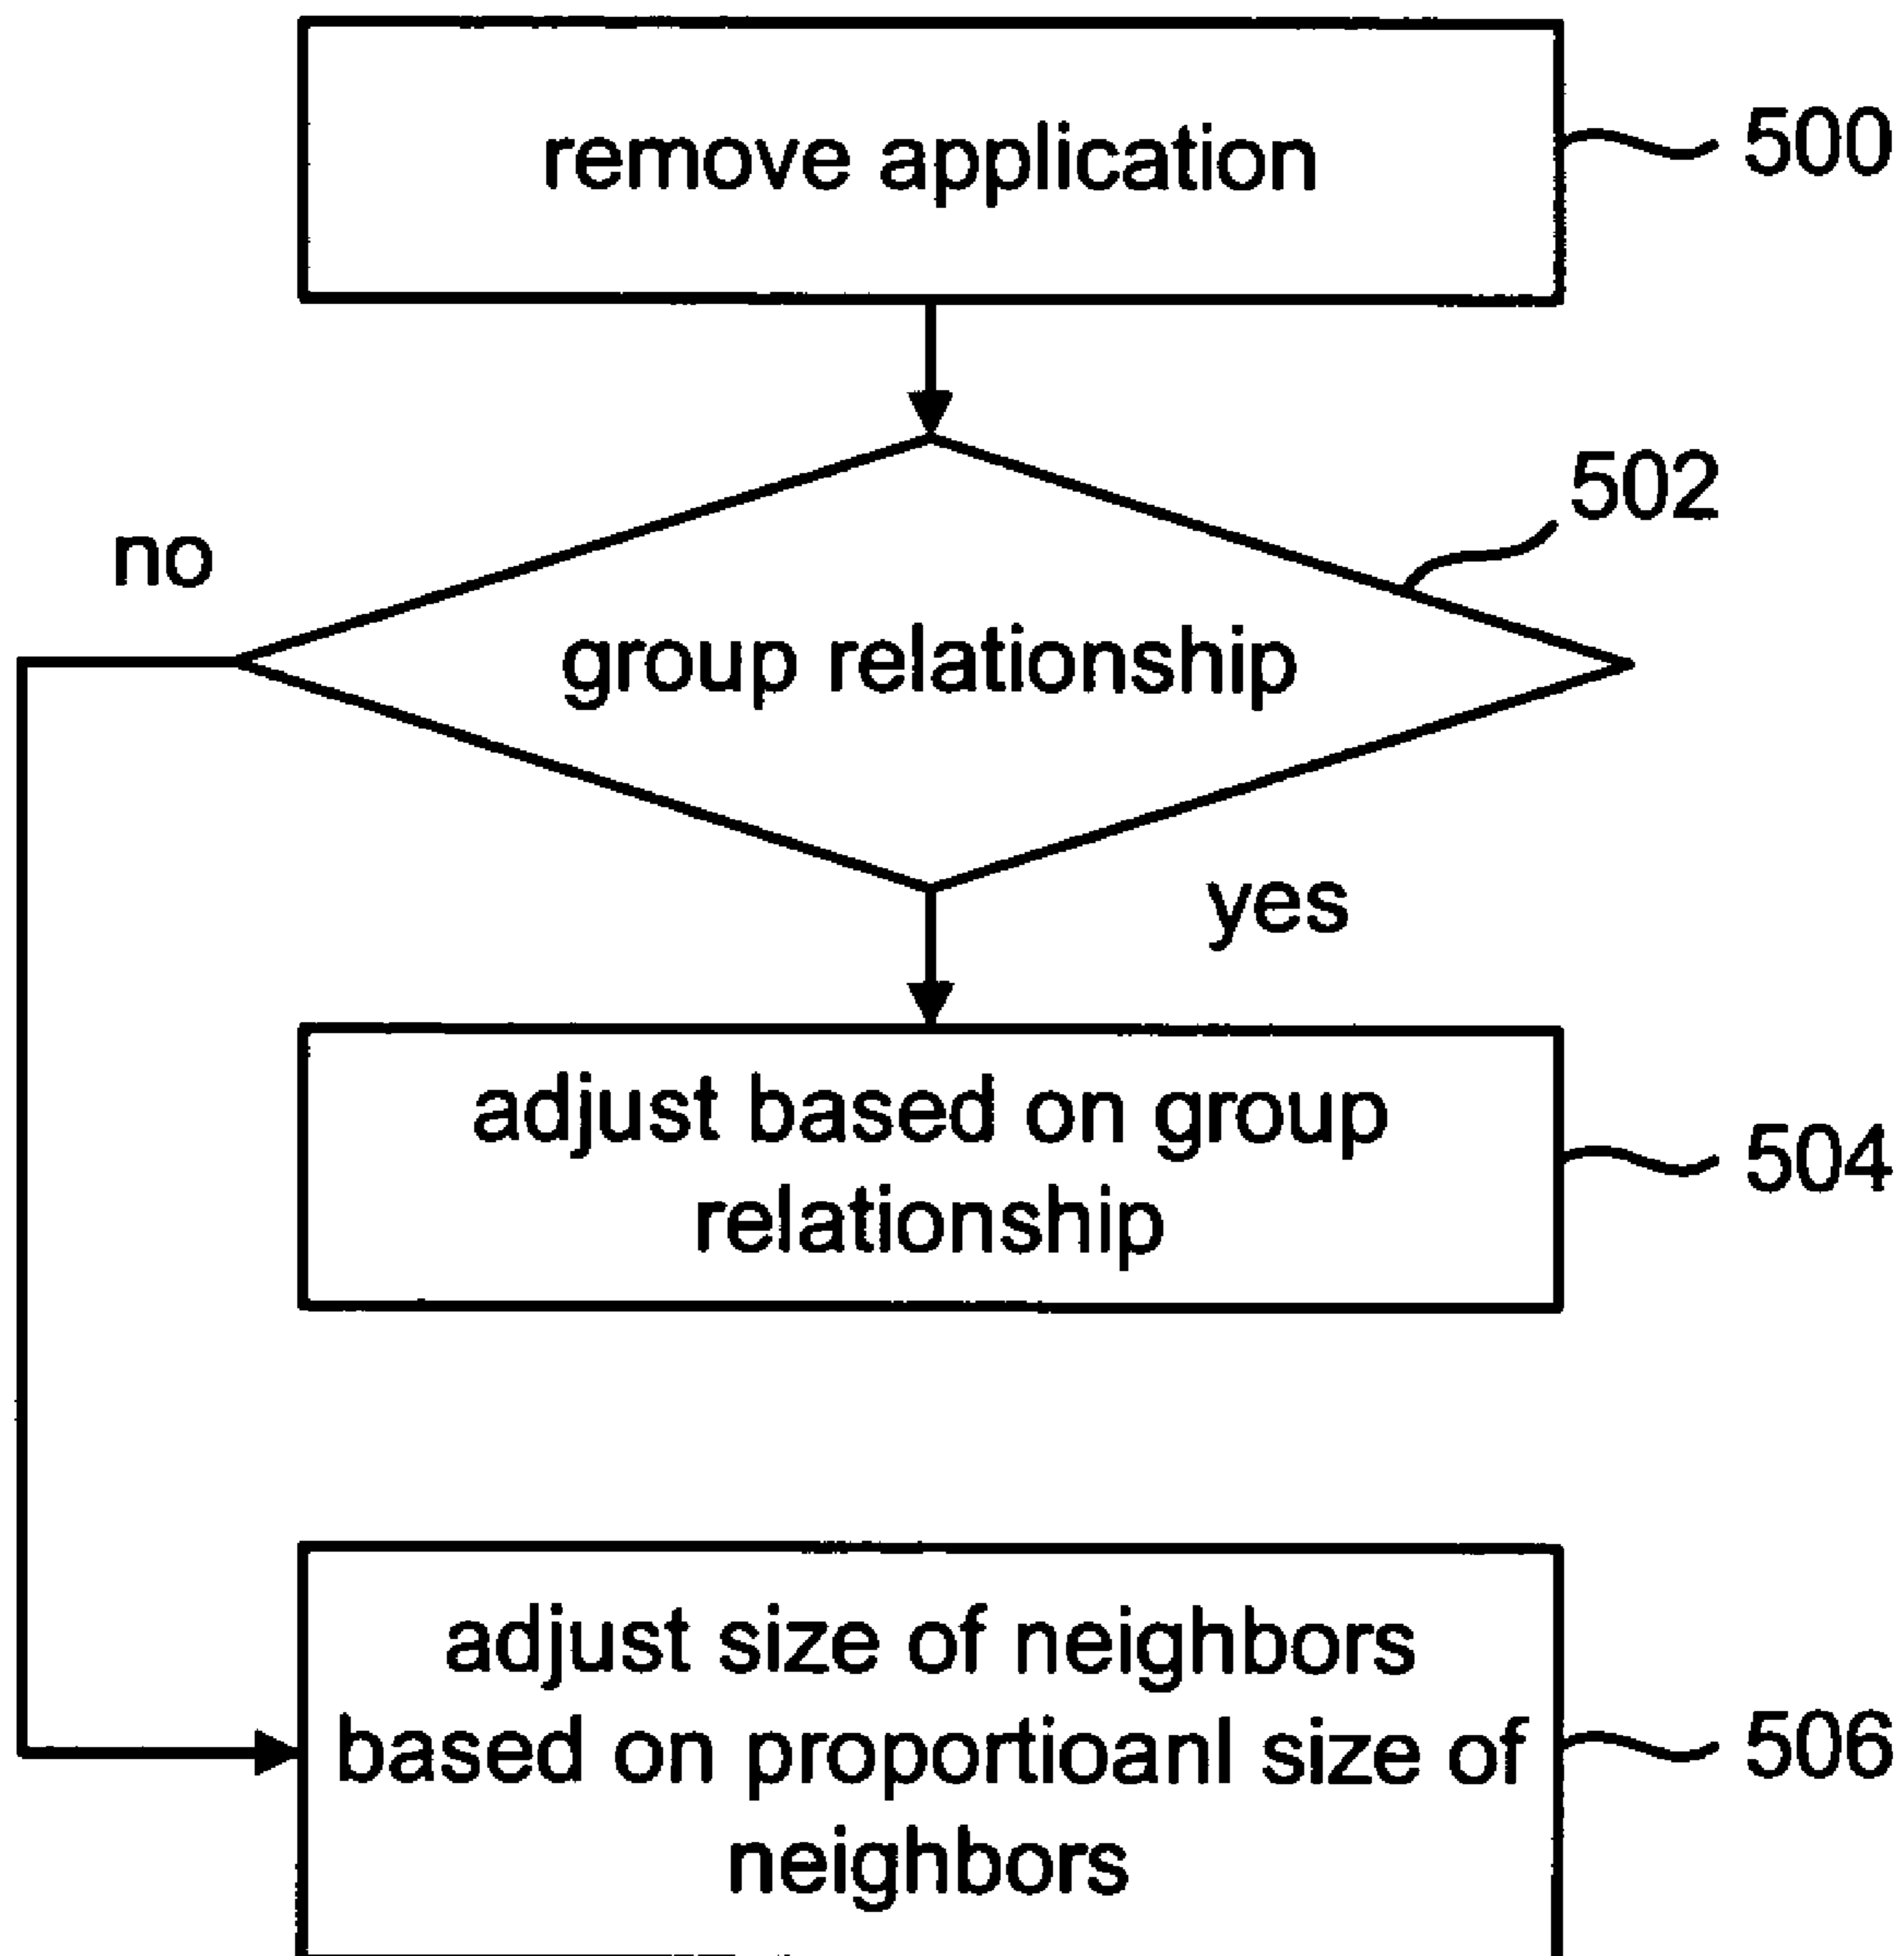 remove application
500
502
no
group relationship
yes
adjust based on group
relationship
504
adjust size of neighbors
based on proportioanl size of
neighbors
506